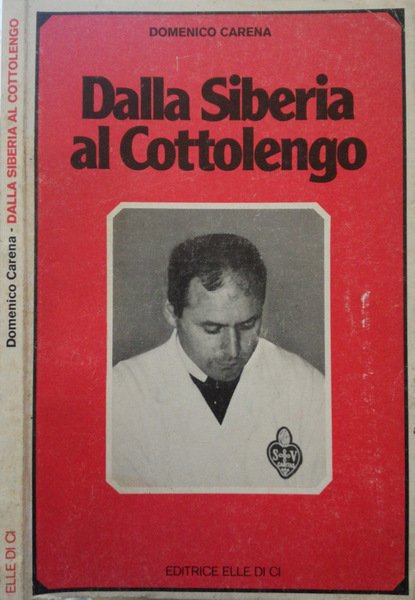 DOMENICO CARENA
Dalla Siberia
al Cottolengo
EDITRICE ELLE DI CI
Domenico Carena - DALLA SIBERIA AL COTTOLENGO
ELLE DI CI